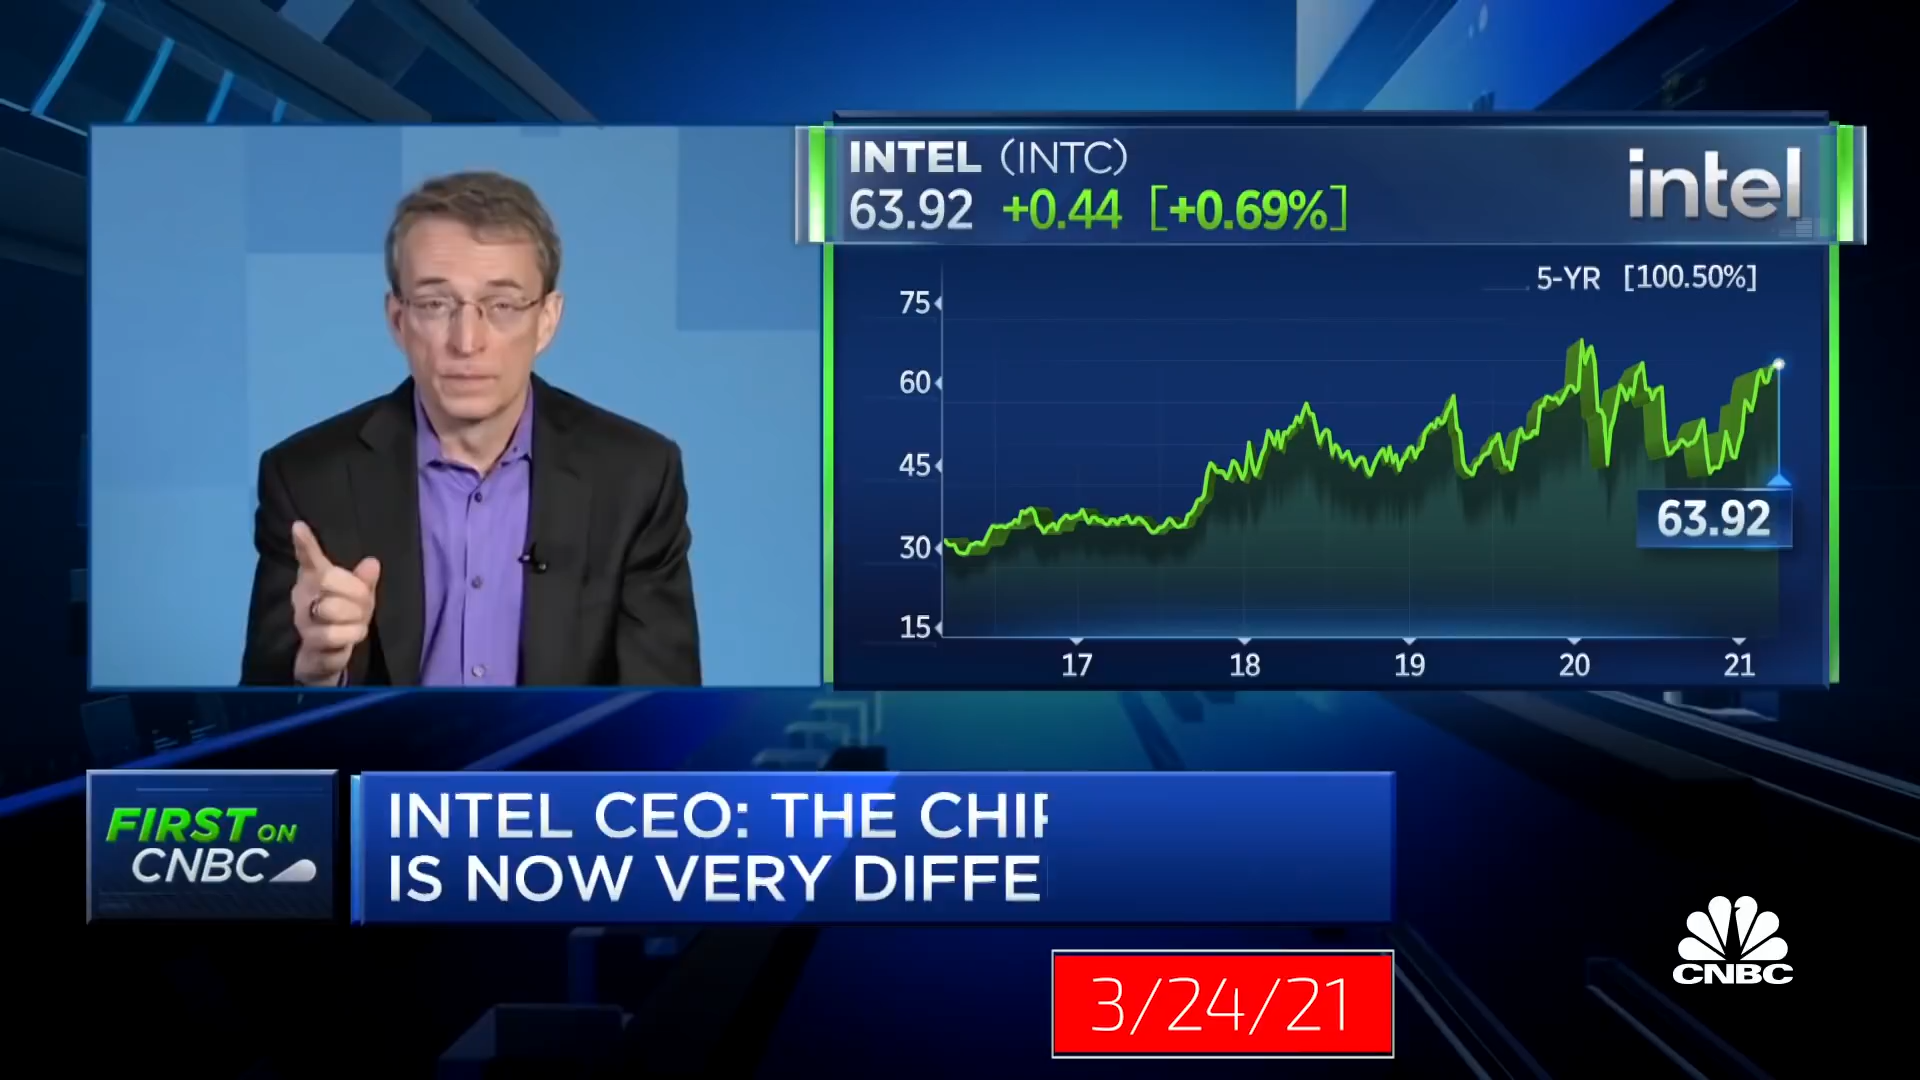 INTEL (INTC)
63.92 +0.44 [+0.69%]
intel
5-YR [100.50%]
75
60
45
30
15
63.92
17 18 19 20 21
FIRST ON
CNBC
INTEL CEO: THE CHI
IS NOW VERY DIFFE
3/24/21
CNBC